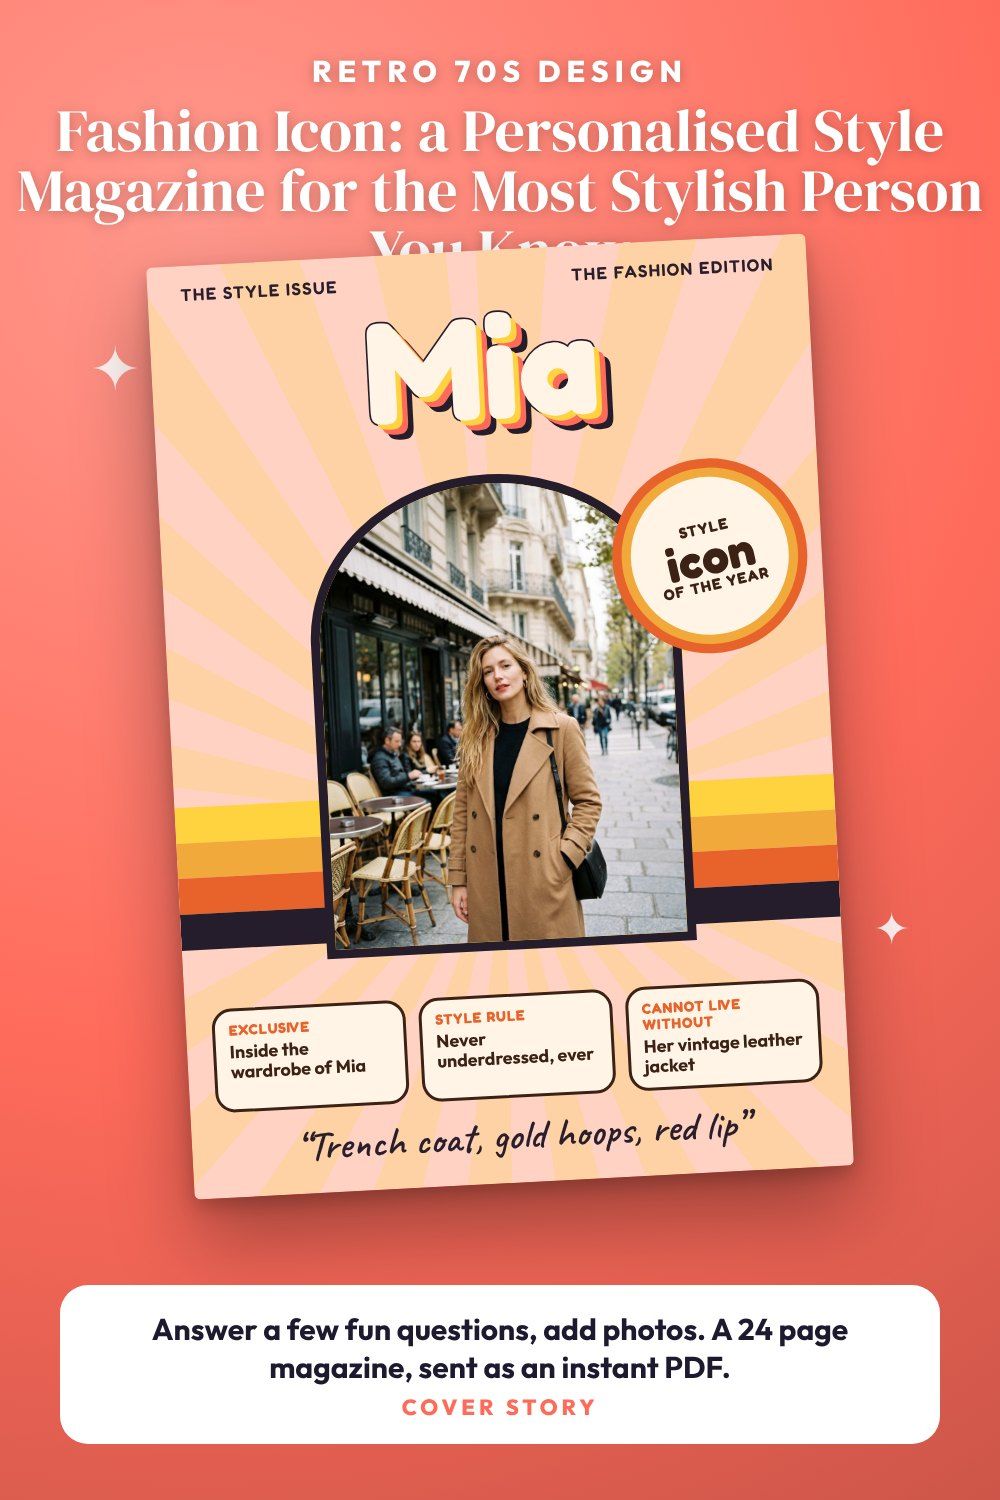 RETRO 70S DESIGN
Fashion Icon: a Personalised Style
Magazine for the Most Stylish Person
You Know
THE STYLE ISSUE
THE FASHION EDITION
Mia
STYLE
icon
OF THE YEAR
EXCLUSIVE
Inside the
wardrobe of Mia
STYLE RULE
Never
underdressed, ever
CANNOT LIVE
WITHOUT
Her vintage leather
jacket
“Trench coat, gold hoops, red lip”
Answer a few fun questions, add photos. A 24 page
magazine, sent as an instant PDF.
COVER STORY